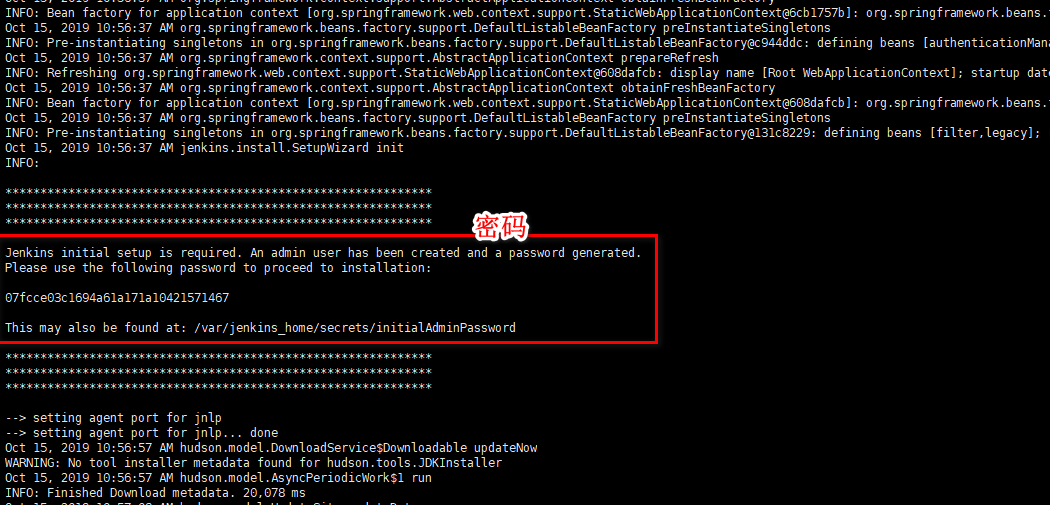 INFO: Bean factory for application context [org.springframework.web.context.support.StaticWebApplicationContext@6cb1757b]: org.springframework.beans.
Oct 15, 2019 10:56:37 AM org.springframework.beans.factory.support.DefaultListableBeanFactory preInstantiateSingletons
INFO: Pre-instantiating singletons in org.springframework.beans.factory.support.DefaultListableBeanFactory@c944ddc: defining beans [authenticationMana
Oct 15, 2019 10:56:37 AM org.springframework.context.support.AbstractApplicationContext prepareRefresh
INFO: Refreshing org.springframework.web.context.support.StaticWebApplicationContext@608dafcb: display name [Root WebApplicationContext]; startup date
Oct 15, 2019 10:56:37 AM org.springframework.context.support.AbstractApplicationContext obtainFreshBeanFactory
INFO: Bean factory for application context [org.springframework.web.context.support.StaticWebApplicationContext@608dafcb]: org.springframework.beans.
Oct 15, 2019 10:56:37 AM org.springframework.beans.factory.support.DefaultListableBeanFactory preInstantiateSingletons
INFO: Pre-instantiating singletons in org.springframework.beans.factory.support.DefaultListableBeanFactory@131c8229: defining beans [filter,legacy];
Oct 15, 2019 10:56:37 AM jenkins.install.SetupWizard init
INFO:
*************************************************************
*************************************************************
*************************************************************
密码
Jenkins initial setup is required. An admin user has been created and a password generated.
Please use the following password to proceed to installation:
07fcce03c1694a61a171a10421571467
This may also be found at: /var/jenkins_home/secrets/initialAdminPassword
*************************************************************
*************************************************************
*************************************************************
--> setting agent port for jnlp
--> setting agent port for jnlp... done
Oct 15, 2019 10:56:57 AM hudson.model.DownloadService$Downloadable updateNow
WARNING: No tool installer metadata found for hudson.tools.JDKInstaller
Oct 15, 2019 10:56:57 AM hudson.model.AsyncPeriodicWork$1 run
INFO: Finished Download metadata. 20,078 ms